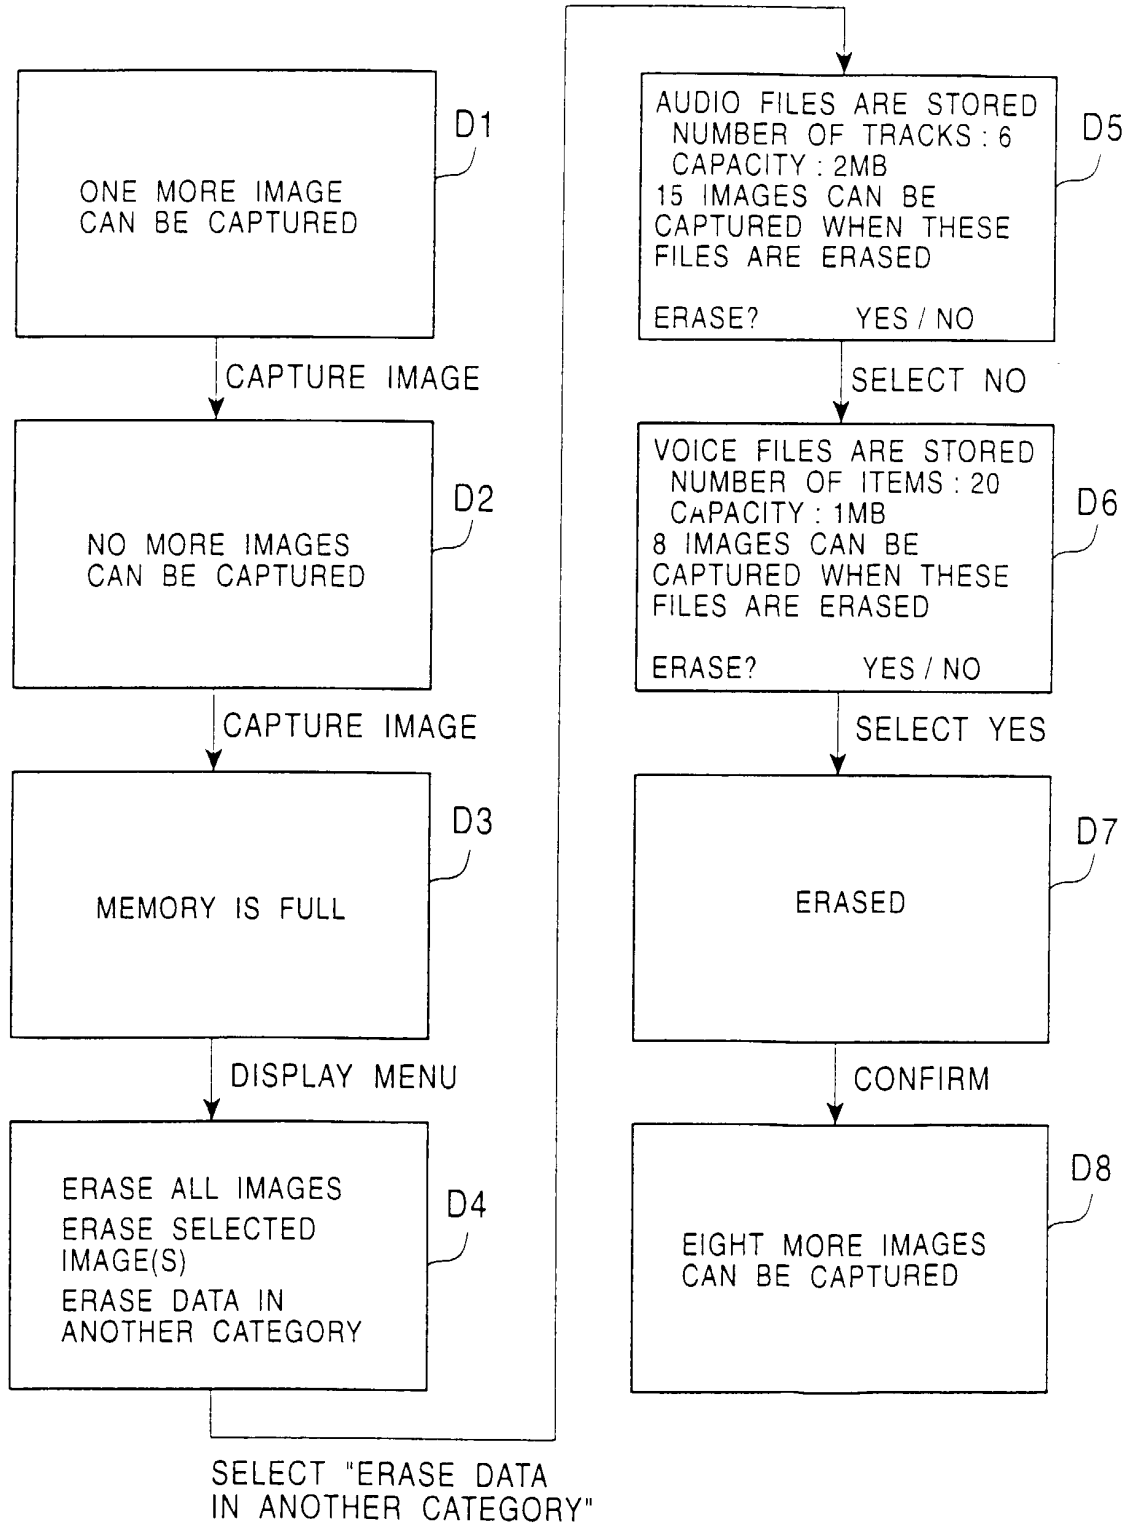 ONE MORE IMAGE
CAN BE CAPTURED
D1
CAPTURE IMAGE
NO MORE IMAGES
CAN BE CAPTURED
D2
CAPTURE IMAGE
MEMORY IS FULL
D3
DISPLAY MENU
ERASE ALL IMAGES
ERASE SELECTED
IMAGE(S)
ERASE DATA IN
ANOTHER CATEGORY
D4
SELECT "ERASE DATA
IN ANOTHER CATEGORY"
AUDIO FILES ARE STORED
NUMBER OF TRACKS : 6
CAPACITY : 2MB
15 IMAGES CAN BE
CAPTURED WHEN THESE
FILES ARE ERASED
ERASE? YES / NO
D5
SELECT NO
VOICE FILES ARE STORED
NUMBER OF ITEMS : 20
CAPACITY : 1MB
8 IMAGES CAN BE
CAPTURED WHEN THESE
FILES ARE ERASED
ERASE? YES / NO
D6
SELECT YES
ERASED
D7
CONFIRM
EIGHT MORE IMAGES
CAN BE CAPTURED
D8